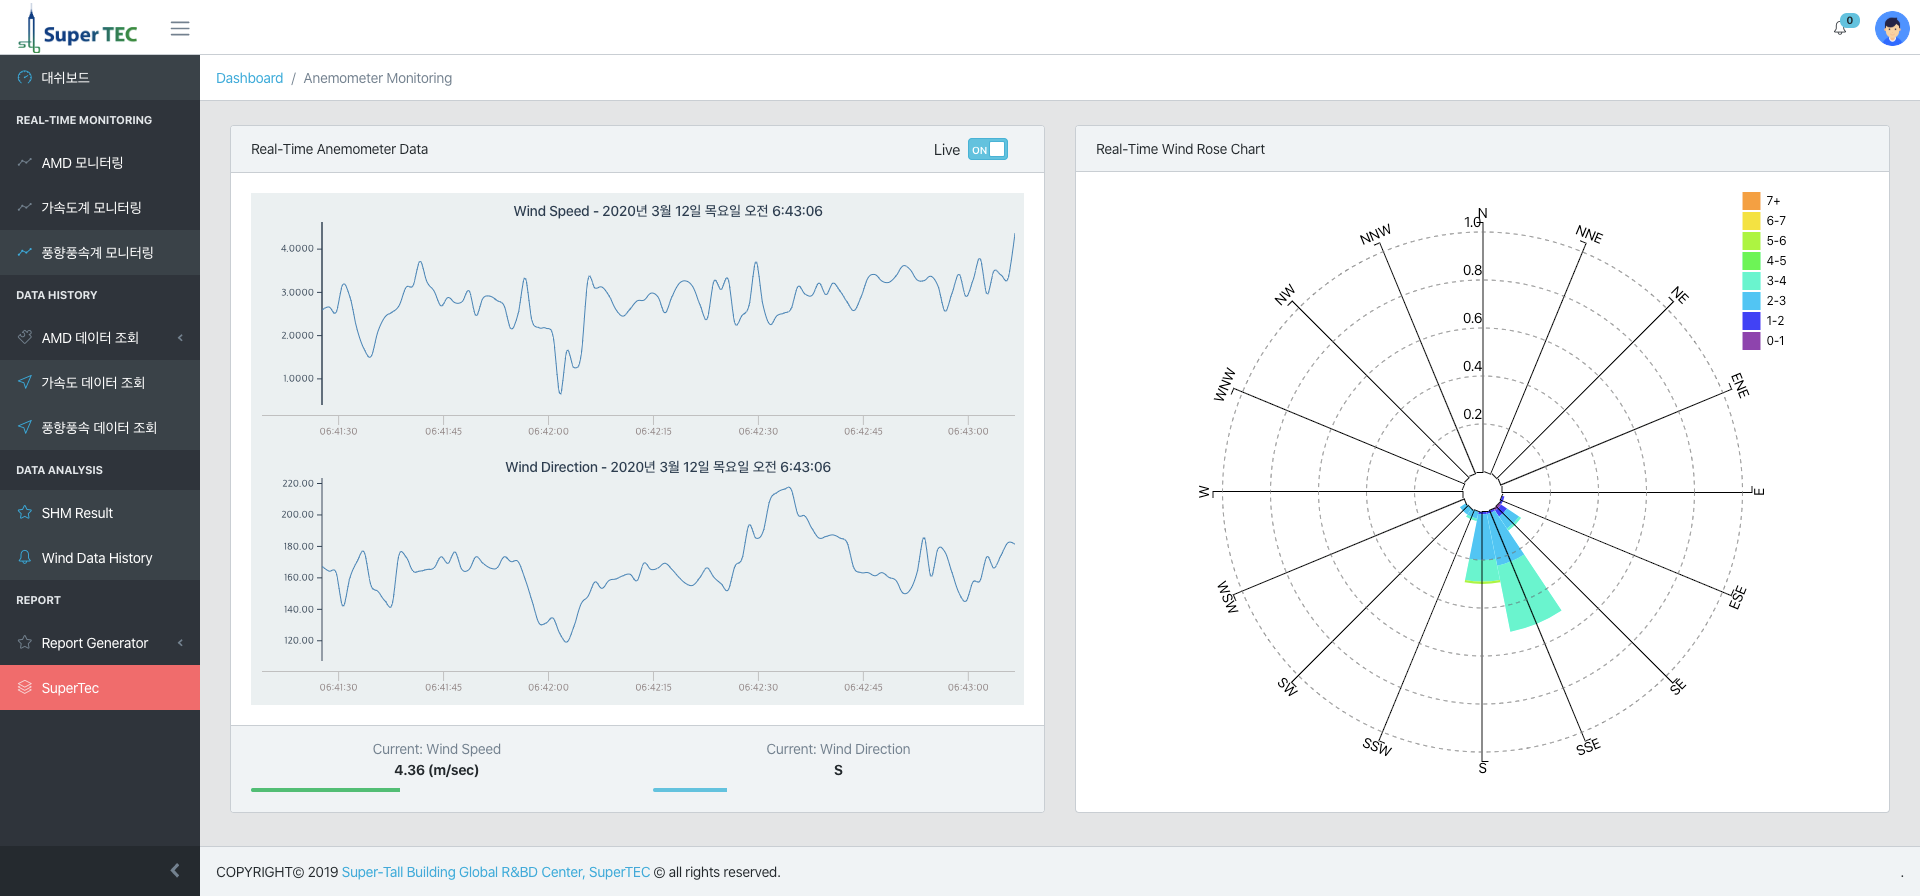 Super TEC
0
대쉬보드
REAL-TIME MONITORING
AMD 모니터링
가속도계 모니터링
풍향풍속계 모니터링
DATA HISTORY
AMD 데이터 조회
가속도 데이터 조회
풍향풍속 데이터 조회
DATA ANALYSIS
SHM Result
Wind Data History
REPORT
Report Generator
SuperTec
Dashboard / Anemometer Monitoring
Real-Time Anemometer Data
Live ON
Wind Speed - 2020년 3월 12일 목요일 오전 6:43:06
4.0000
3.0000
2.0000
1.0000
06:41:30 06:41:45 06:42:00 06:42:15 06:42:30 06:42:45 06:43:00
Wind Direction - 2020년 3월 12일 목요일 오전 6:43:06
220.00
200.00
180.00
160.00
140.00
120.00
06:41:30 06:41:45 06:42:00 06:42:15 06:42:30 06:42:45 06:43:00
Current: Wind Speed
4.36 (m/sec)
Current: Wind Direction
S
Real-Time Wind Rose Chart
N
NNE
NE
ENE
E
ESE
SE
SSE
S
SSW
SW
WSW
W
WNW
NW
NNW
1.0
0.8
0.6
0.4
0.2
7+
6-7
5-6
4-5
3-4
2-3
1-2
0-1
COPYRIGHT© 2019 Super-Tall Building Global R&BD Center, SuperTEC © all rights reserved.
.